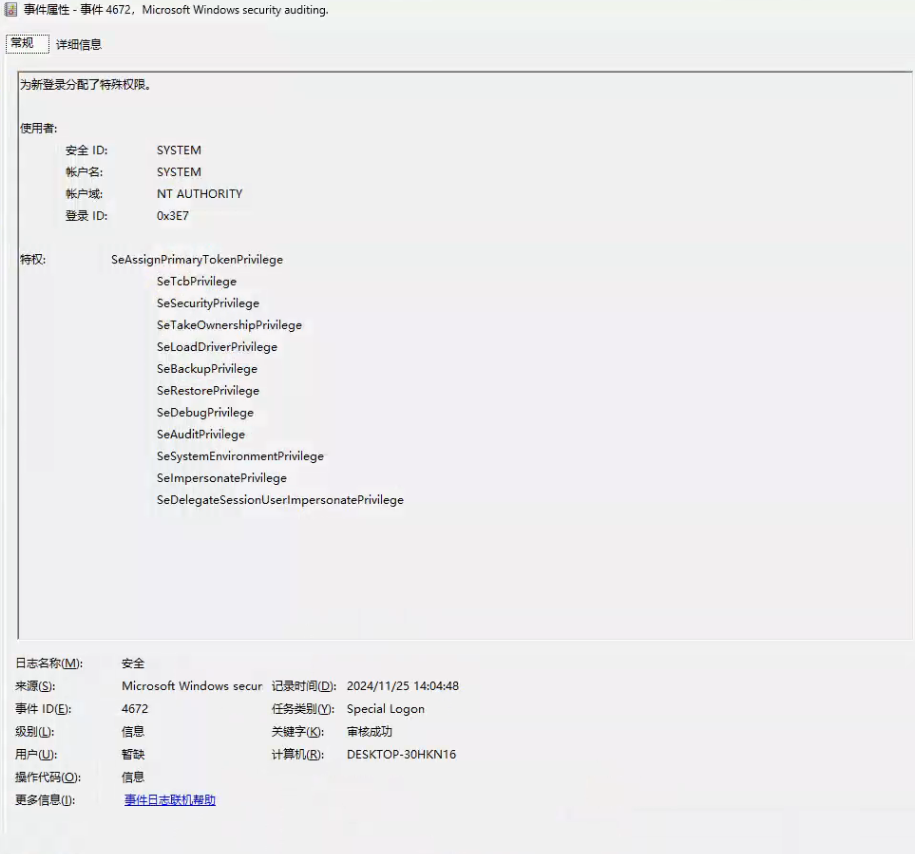 事件属性 - 事件 4672，Microsoft Windows security auditing.
常规 详细信息
为新登录分配了特殊权限。
使用者:
安全 ID: SYSTEM
帐户名: SYSTEM
帐户域: NT AUTHORITY
登录 ID: 0x3E7
特权: SeAssignPrimaryTokenPrivilege
SeTcbPrivilege
SeSecurityPrivilege
SeTakeOwnershipPrivilege
SeLoadDriverPrivilege
SeBackupPrivilege
SeRestorePrivilege
SeDebugPrivilege
SeAuditPrivilege
SeSystemEnvironmentPrivilege
SeImpersonatePrivilege
SeDelegateSessionUserImpersonatePrivilege
日志名称(M): 安全
来源(S): Microsoft Windows secur 记录时间(D): 2024/11/25 14:04:48
事件 ID(E): 4672 任务类别(Y): Special Logon
级别(L): 信息 关键字(K): 审核成功
用户(U): 暂缺 计算机(R): DESKTOP-30HKN16
操作代码(O): 信息
更多信息(I): 事件日志联机帮助